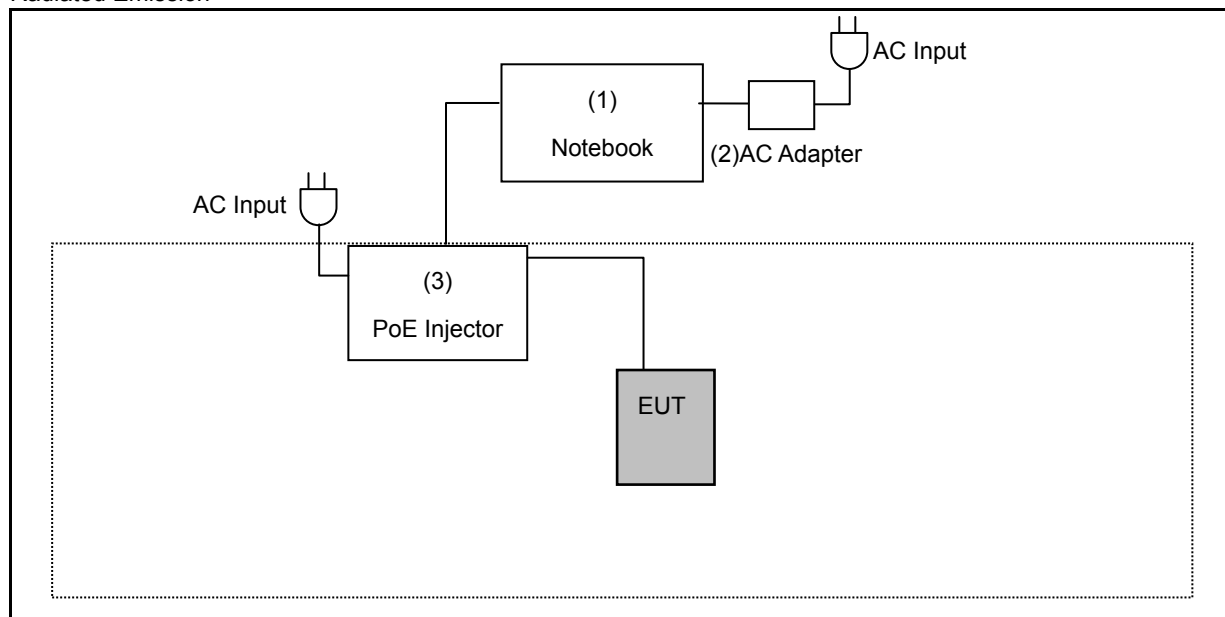 Radiated Emission
AC Input
(1)
Notebook
(2)AC Adapter
AC Input
(3)
PoE Injector
EUT